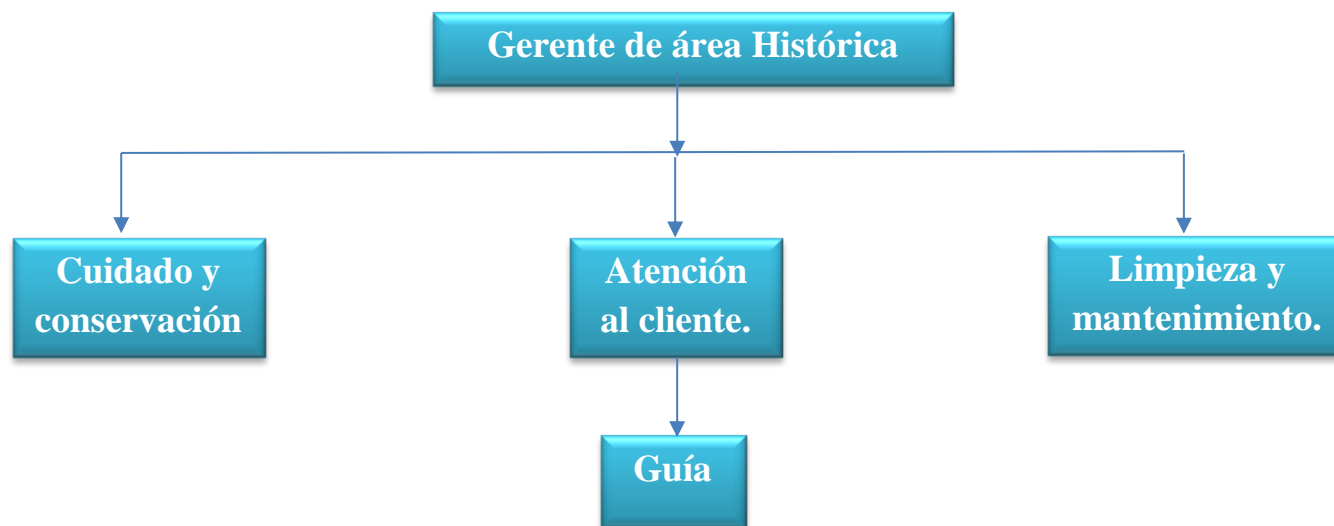 Gerente de área Histórica
Cuidado y
conservación
Atención
al cliente.
Limpieza y
mantenimiento.
Guía